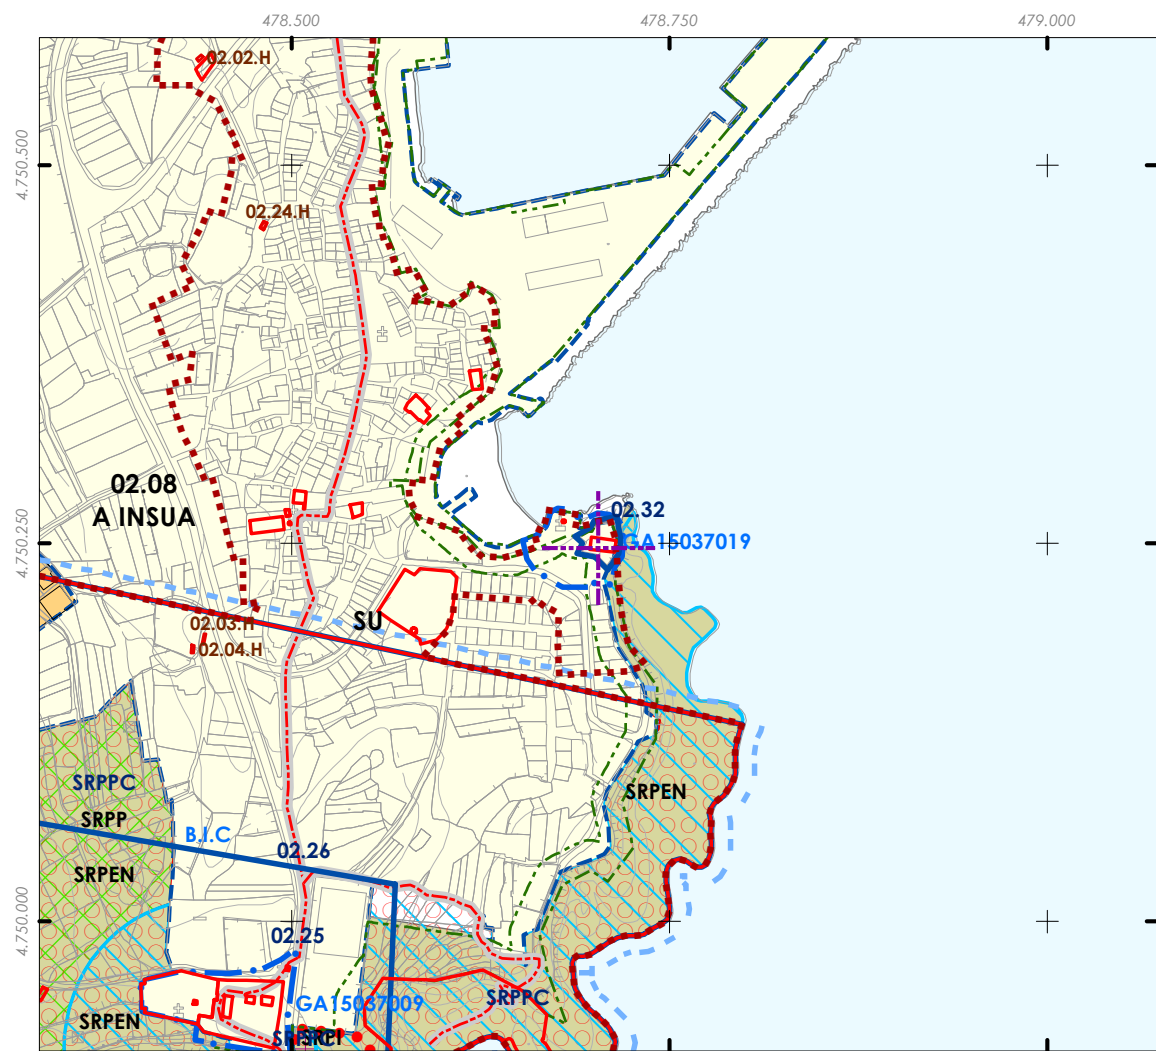 478.500
478.750
479.000
02.02.H
4.750.500
02.24.H
02.08
A INSUA
02.32
GA15037019
4.750.250
02.03.H
SU
02.04.H
SRPPC
SRPP
SRPEN
SRPEN
B.I.C
02.26
4.750.000
02.25
GA15037009
SRPPC
SRPEN
SRPI